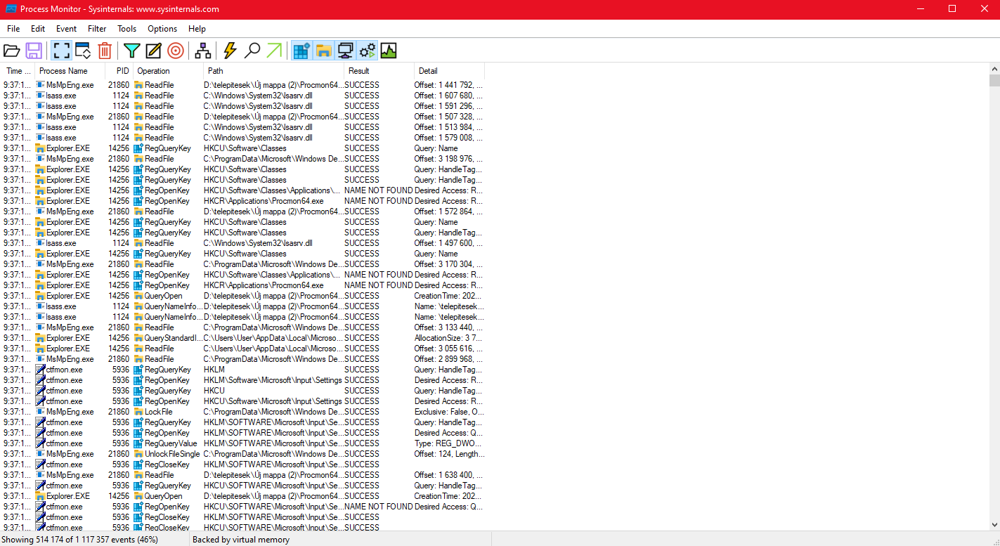 Process Monitor - Sysinternals: www.sysinternals.com
File Edit Event Filter Tools Options Help
Time ... Process Name PID Operation Path Result Detail
9:37:1... MsMpEng.exe 21860 ReadFile D:\telepitesek\Új mappa (2)\Procmon64... SUCCESS Offset: 1 441 792, ...
9:37:1... lsass.exe 1124 ReadFile C:\Windows\System32\lsasrv.dll SUCCESS Offset: 1 607 680, ...
9:37:1... lsass.exe 1124 ReadFile C:\Windows\System32\lsasrv.dll SUCCESS Offset: 1 591 296, ...
9:37:1... MsMpEng.exe 21860 ReadFile D:\telepitesek\Új mappa (2)\Procmon64... SUCCESS Offset: 1 507 328, ...
9:37:1... lsass.exe 1124 ReadFile C:\Windows\System32\lsasrv.dll SUCCESS Offset: 1 513 984, ...
9:37:1... lsass.exe 1124 ReadFile C:\Windows\System32\lsasrv.dll SUCCESS Offset: 1 579 008, ...
9:37:1... Explorer.EXE 14256 RegQueryKey HKCU\Software\Classes SUCCESS Query: Name
9:37:1... MsMpEng.exe 21860 ReadFile C:\ProgramData\Microsoft\Windows De... SUCCESS Offset: 3 198 976, ...
9:37:1... Explorer.EXE 14256 RegQueryKey HKCU\Software\Classes SUCCESS Query: HandleTag...
9:37:1... Explorer.EXE 14256 RegQueryKey HKCU\Software\Classes SUCCESS Query: HandleTag...
9:37:1... Explorer.EXE 14256 RegOpenKey HKCU\Software\Classes\Applications\... NAME NOT FOUND Desired Access: R...
9:37:1... Explorer.EXE 14256 RegOpenKey HKCR\Applications\Procmon64.exe NAME NOT FOUND Desired Access: R...
9:37:1... MsMpEng.exe 21860 ReadFile D:\telepitesek\Új mappa (2)\Procmon64... SUCCESS Offset: 1 572 864, ...
9:37:1... Explorer.EXE 14256 RegQueryKey HKCU\Software\Classes SUCCESS Query: Name
9:37:1... Explorer.EXE 14256 RegQueryKey HKCU\Software\Classes SUCCESS Query: HandleTag...
9:37:1... lsass.exe 1124 ReadFile C:\Windows\System32\lsasrv.dll SUCCESS Offset: 1 497 600, ...
9:37:1... Explorer.EXE 14256 RegQueryKey HKCU\Software\Classes SUCCESS Query: Name
9:37:1... MsMpEng.exe 21860 ReadFile C:\ProgramData\Microsoft\Windows De... SUCCESS Offset: 3 170 304, ...
9:37:1... Explorer.EXE 14256 RegOpenKey HKCU\Software\Classes\Applications\... NAME NOT FOUND Desired Access: R...
9:37:1... Explorer.EXE 14256 RegOpenKey HKCR\Applications\Procmon64.exe NAME NOT FOUND Desired Access: R...
9:37:1... Explorer.EXE 14256 QueryOpen D:\telepitesek\Új mappa (2)\Procmon64... SUCCESS CreationTime: 202...
9:37:1... lsass.exe 1124 QueryNameInfo... D:\telepitesek\Új mappa (2)\Procmon64... SUCCESS Name: \telepitesek...
9:37:1... lsass.exe 1124 QueryNameInfo... D:\telepitesek\Új mappa (2)\Procmon64... SUCCESS Name: \telepitesek...
9:37:1... MsMpEng.exe 21860 ReadFile C:\ProgramData\Microsoft\Windows De... SUCCESS Offset: 3 133 440, ...
9:37:1... Explorer.EXE 14256 QueryStandardI... C:\Users\User\AppData\Local\Microso... SUCCESS AllocationSize: 3 7...
9:37:1... Explorer.EXE 14256 ReadFile C:\Users\User\AppData\Local\Microso... SUCCESS Offset: 3 055 616, ...
9:37:1... MsMpEng.exe 21860 ReadFile C:\ProgramData\Microsoft\Windows De... SUCCESS Offset: 2 899 968, ...
9:37:1... ctfmon.exe 5936 RegQueryKey HKLM SUCCESS Query: HandleTag...
9:37:1... ctfmon.exe 5936 RegOpenKey HKLM\Software\Microsoft\Input\Settings SUCCESS Desired Access: R...
9:37:1... ctfmon.exe 5936 RegQueryKey HKCU SUCCESS Query: HandleTag...
9:37:1... ctfmon.exe 5936 RegOpenKey HKCU\Software\Microsoft\Input\Settings SUCCESS Desired Access: R...
9:37:1... MsMpEng.exe 21860 LockFile C:\ProgramData\Microsoft\Windows De... SUCCESS Exclusive: False, O...
9:37:1... ctfmon.exe 5936 RegQueryKey HKLM\SOFTWARE\Microsoft\Input\Se... SUCCESS Query: HandleTag...
9:37:1... ctfmon.exe 5936 RegOpenKey HKLM\SOFTWARE\Microsoft\Input\Se... SUCCESS Desired Access: Q...
9:37:1... ctfmon.exe 5936 RegQueryValue HKLM\SOFTWARE\Microsoft\Input\Se... SUCCESS Type: REG_DWO...
9:37:1... MsMpEng.exe 21860 UnlockFileSingle C:\ProgramData\Microsoft\Windows De... SUCCESS Offset: 124, Length...
9:37:1... ctfmon.exe 5936 RegCloseKey HKLM\SOFTWARE\Microsoft\Input\Se... SUCCESS
9:37:1... MsMpEng.exe 21860 ReadFile D:\telepitesek\Új mappa (2)\Procmon64... SUCCESS Offset: 1 638 400, ...
9:37:1... ctfmon.exe 5936 RegQueryKey HKCU\SOFTWARE\Microsoft\Input\Se... SUCCESS Query: HandleTag...
9:37:1... Explorer.EXE 14256 QueryOpen D:\telepitesek\Új mappa (2)\Procmon64... SUCCESS CreationTime: 202...
9:37:1... ctfmon.exe 5936 RegOpenKey HKCU\SOFTWARE\Microsoft\Input\Se... NAME NOT FOUND Desired Access: Q...
9:37:1... ctfmon.exe 5936 RegCloseKey HKCU\SOFTWARE\Microsoft\Input\Se... SUCCESS
9:37:1... ctfmon.exe 5936 RegCloseKey HKCU\SOFTWARE\Microsoft\Input\Se... SUCCESS
Showing 514 174 of 1 117 357 events (46%) Backed by virtual memory